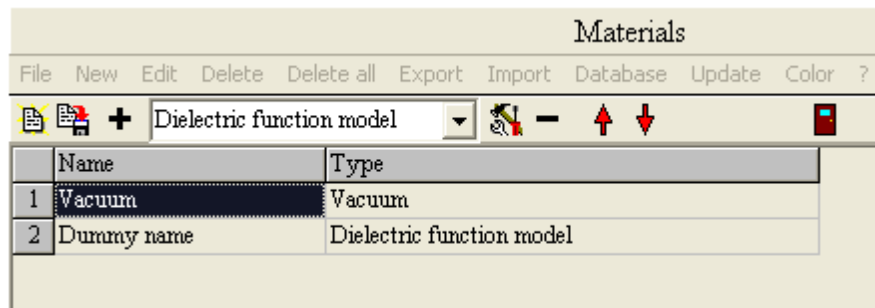 Materials
File New Edit Delete Delete all Export Import Database Update Color ?
Dielectric function model
Name Type
1 Vacuum Vacuum
2 Dummy name Dielectric function model